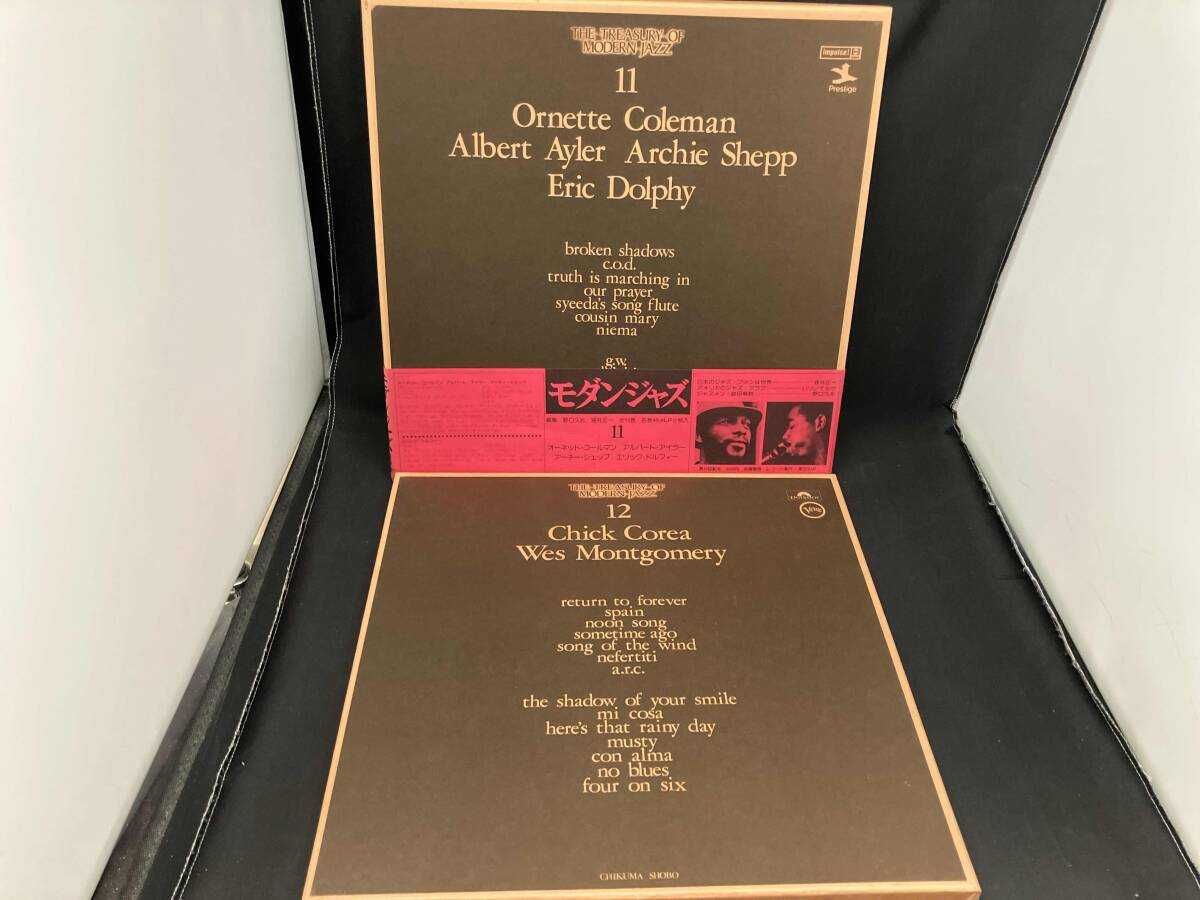 THE TREASURY OF
MODERN JAZZ
impulse!
Prestige
11
Ornette Coleman
Albert Ayler Archie Shepp
Eric Dolphy
broken shadows
c.o.d.
truth is marching in
our prayer
syeeda's song flute
cousin mary
niema
g.w.
モダン・ジャズ
11
オーネット・コールマン アルバート・アイラー
アーチー・シェップ エリック・ドルフィー
THE TREASURY OF
MODERN JAZZ
Polydor
Verve
12
Chick Corea
Wes Montgomery
return to forever
spain
noon song
sometime ago
song of the wind
nefertiti
a.r.c.
the shadow of your smile
mi cosa
here's that rainy day
musty
con alma
no blues
four on six
CHIKUMA SHOBO